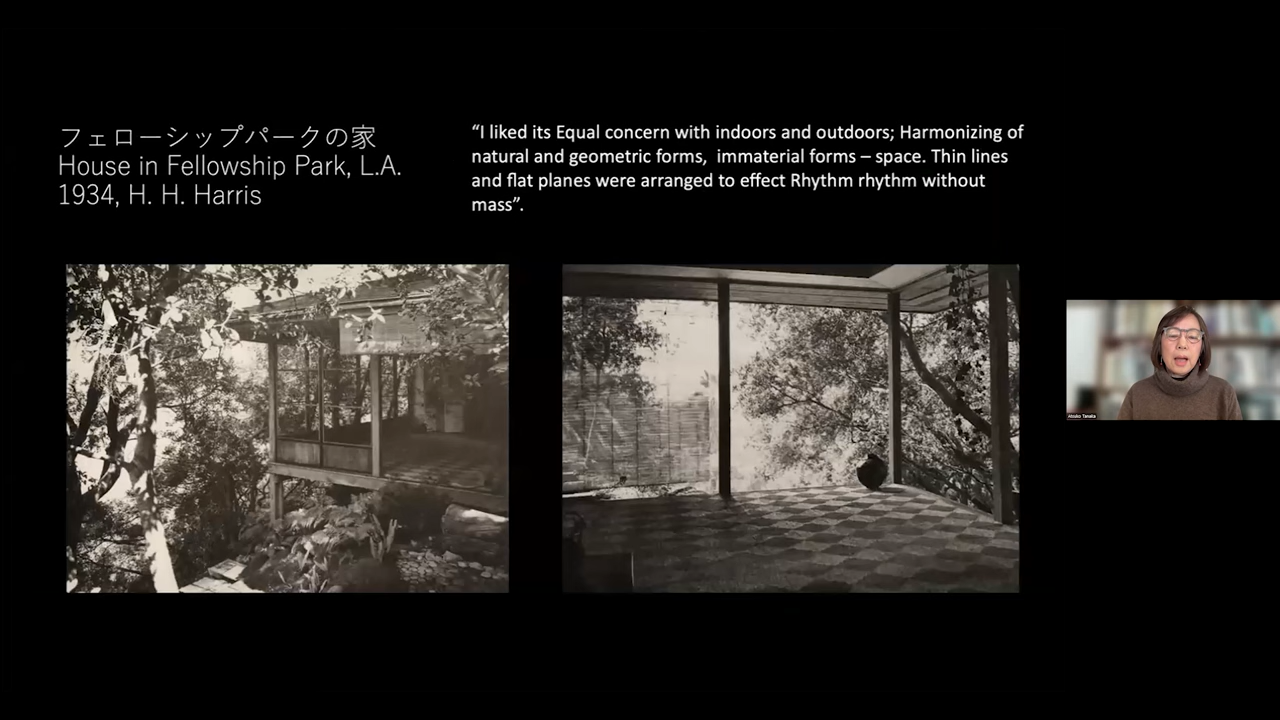 フェローシップパークの家
House in Fellowship Park, L.A.
1934, H. H. Harris
“I liked its Equal concern with indoors and outdoors; Harmonizing of
natural and geometric forms,  immaterial forms – space. Thin lines
and flat planes were arranged to effect Rhythm rhythm without
mass”.
Atsuko Tanaka